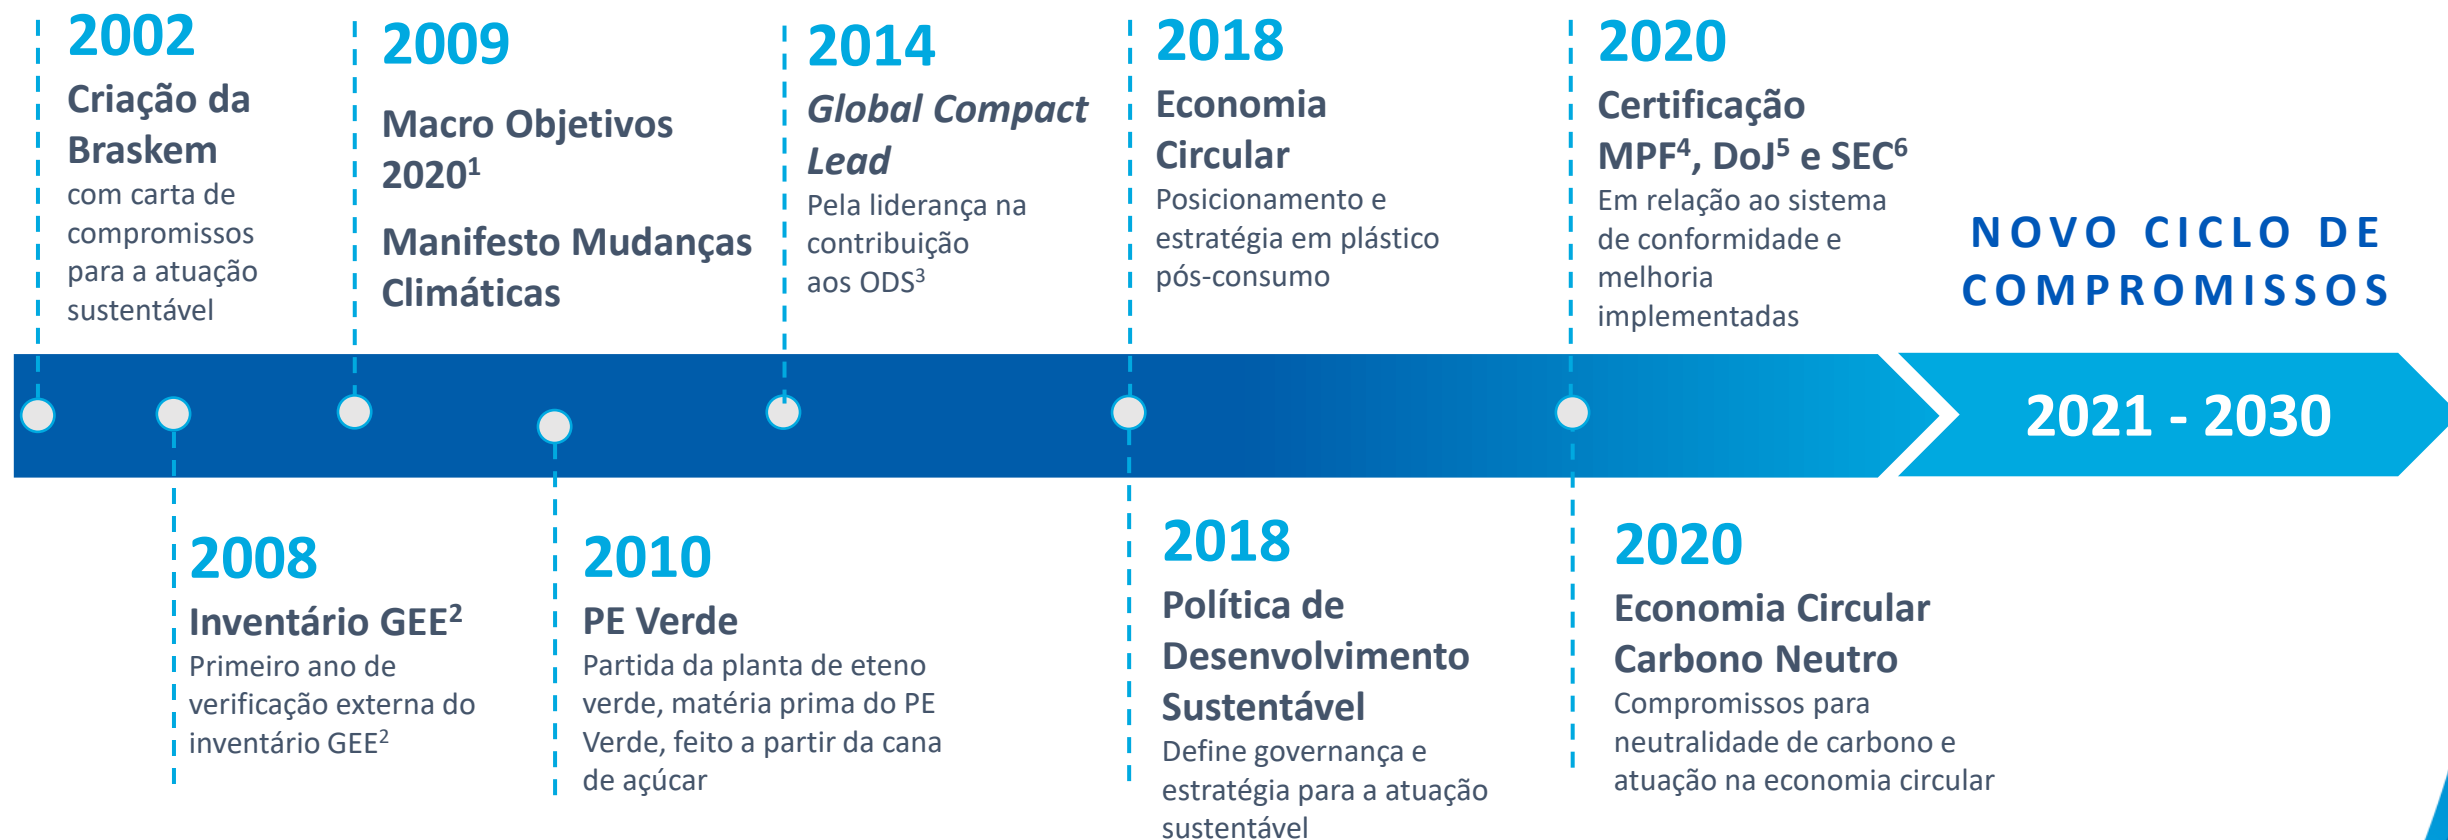 2002
Criação da
Braskem
com carta de
compromissos
para a atuação
sustentável
2009
Macro Objetivos
2020¹
Manifesto Mudanças
Climáticas
2014
Global Compact
Lead
Pela liderança na
contribuição
aos ODS³
2018
Economia
Circular
Posicionamento e
estratégia em plástico
pós-consumo
2020
Certificação
MPF⁴, DoJ⁵ e SEC⁶
Em relação ao sistema
de conformidade e
melhoria
implementadas
NOVO CICLO DE
COMPROMISSOS
2021 - 2030
2008
Inventário GEE²
Primeiro ano de
verificação externa do
inventário GEE²
2010
PE Verde
Partida da planta de eteno
verde, matéria prima do PE
Verde, feito a partir da cana
de açúcar
2018
Política de
Desenvolvimento
Sustentável
Define governança e
estratégia para a atuação
sustentável
2020
Economia Circular
Carbono Neutro
Compromissos para
neutralidade de carbono e
atuação na economia circular